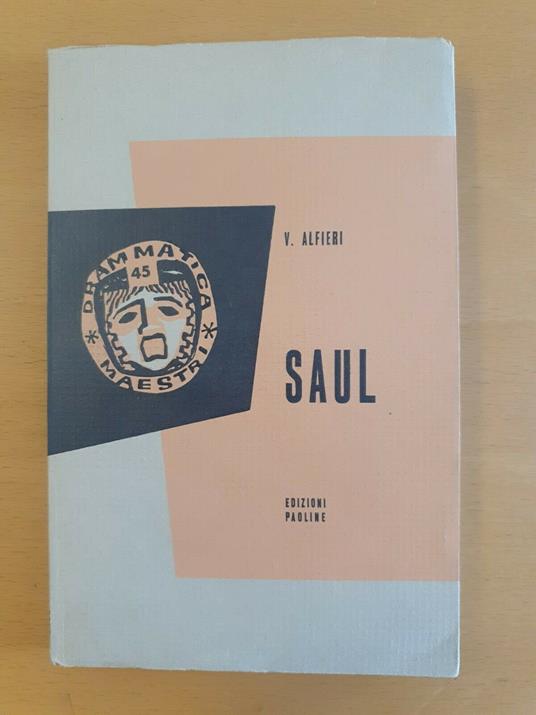 V. ALFIERI
DRAMMATICA
45
* MAESTRI *
SAUL
EDIZIONI
PAOLINE